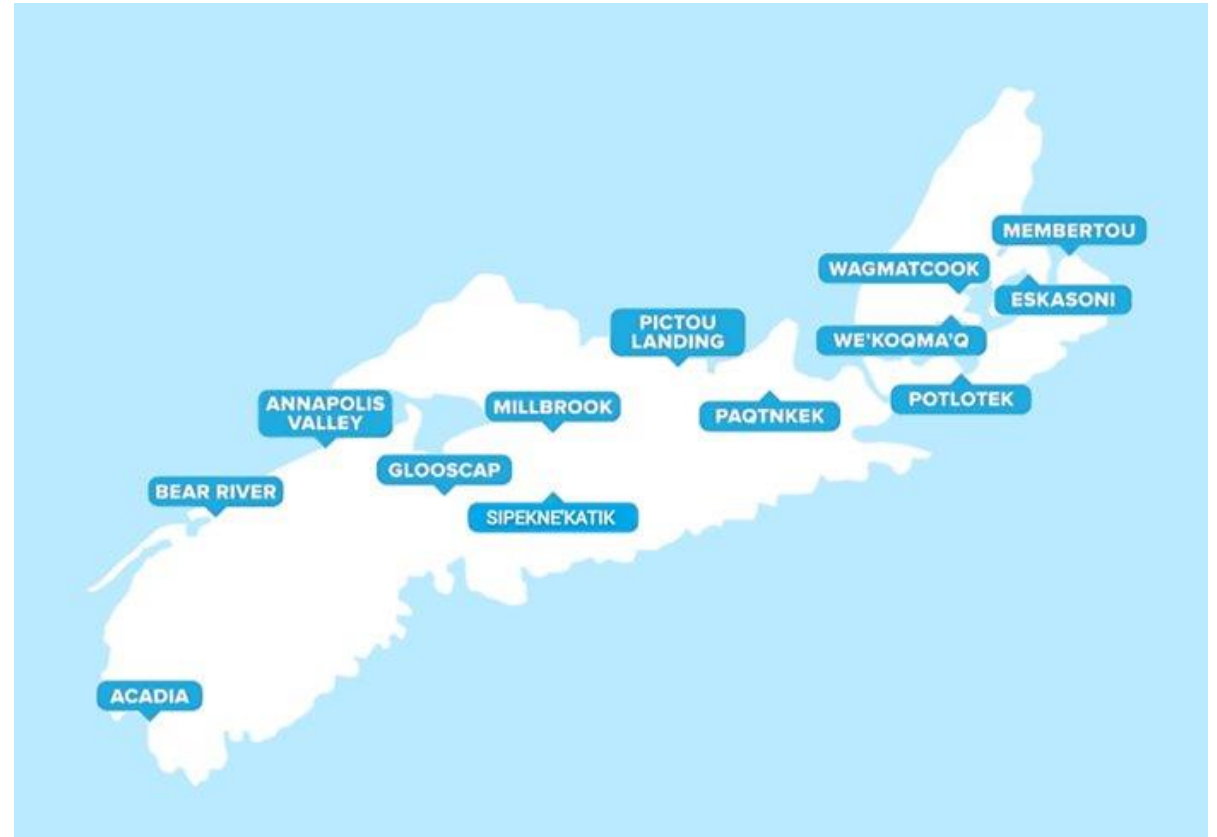 MEMBERTOU
WAGMATCOOK
ESKASONI
PICTOU
LANDING
WE'KOQMA'Q
POTLOTEK
ANNAPOLIS
VALLEY
MILLBROOK
PAQTNKEK
GLOOSCAP
BEAR RIVER
SIPEKNE'KATIK
ACADIA